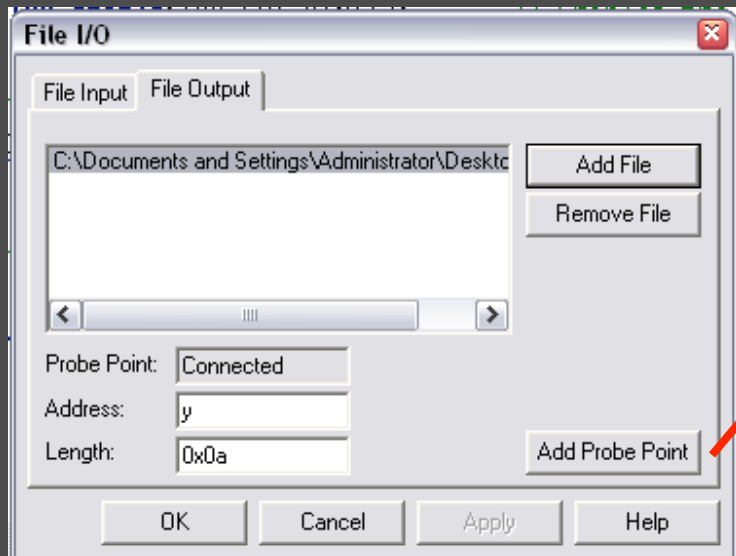 File I/O
File Input File Output
C:\Documents and Settings\Administrator\Deskto
Add File
Remove File
Probe Point: Connected
Address: y
Length: 0x0a
Add Probe Point
OK Cancel Apply Help